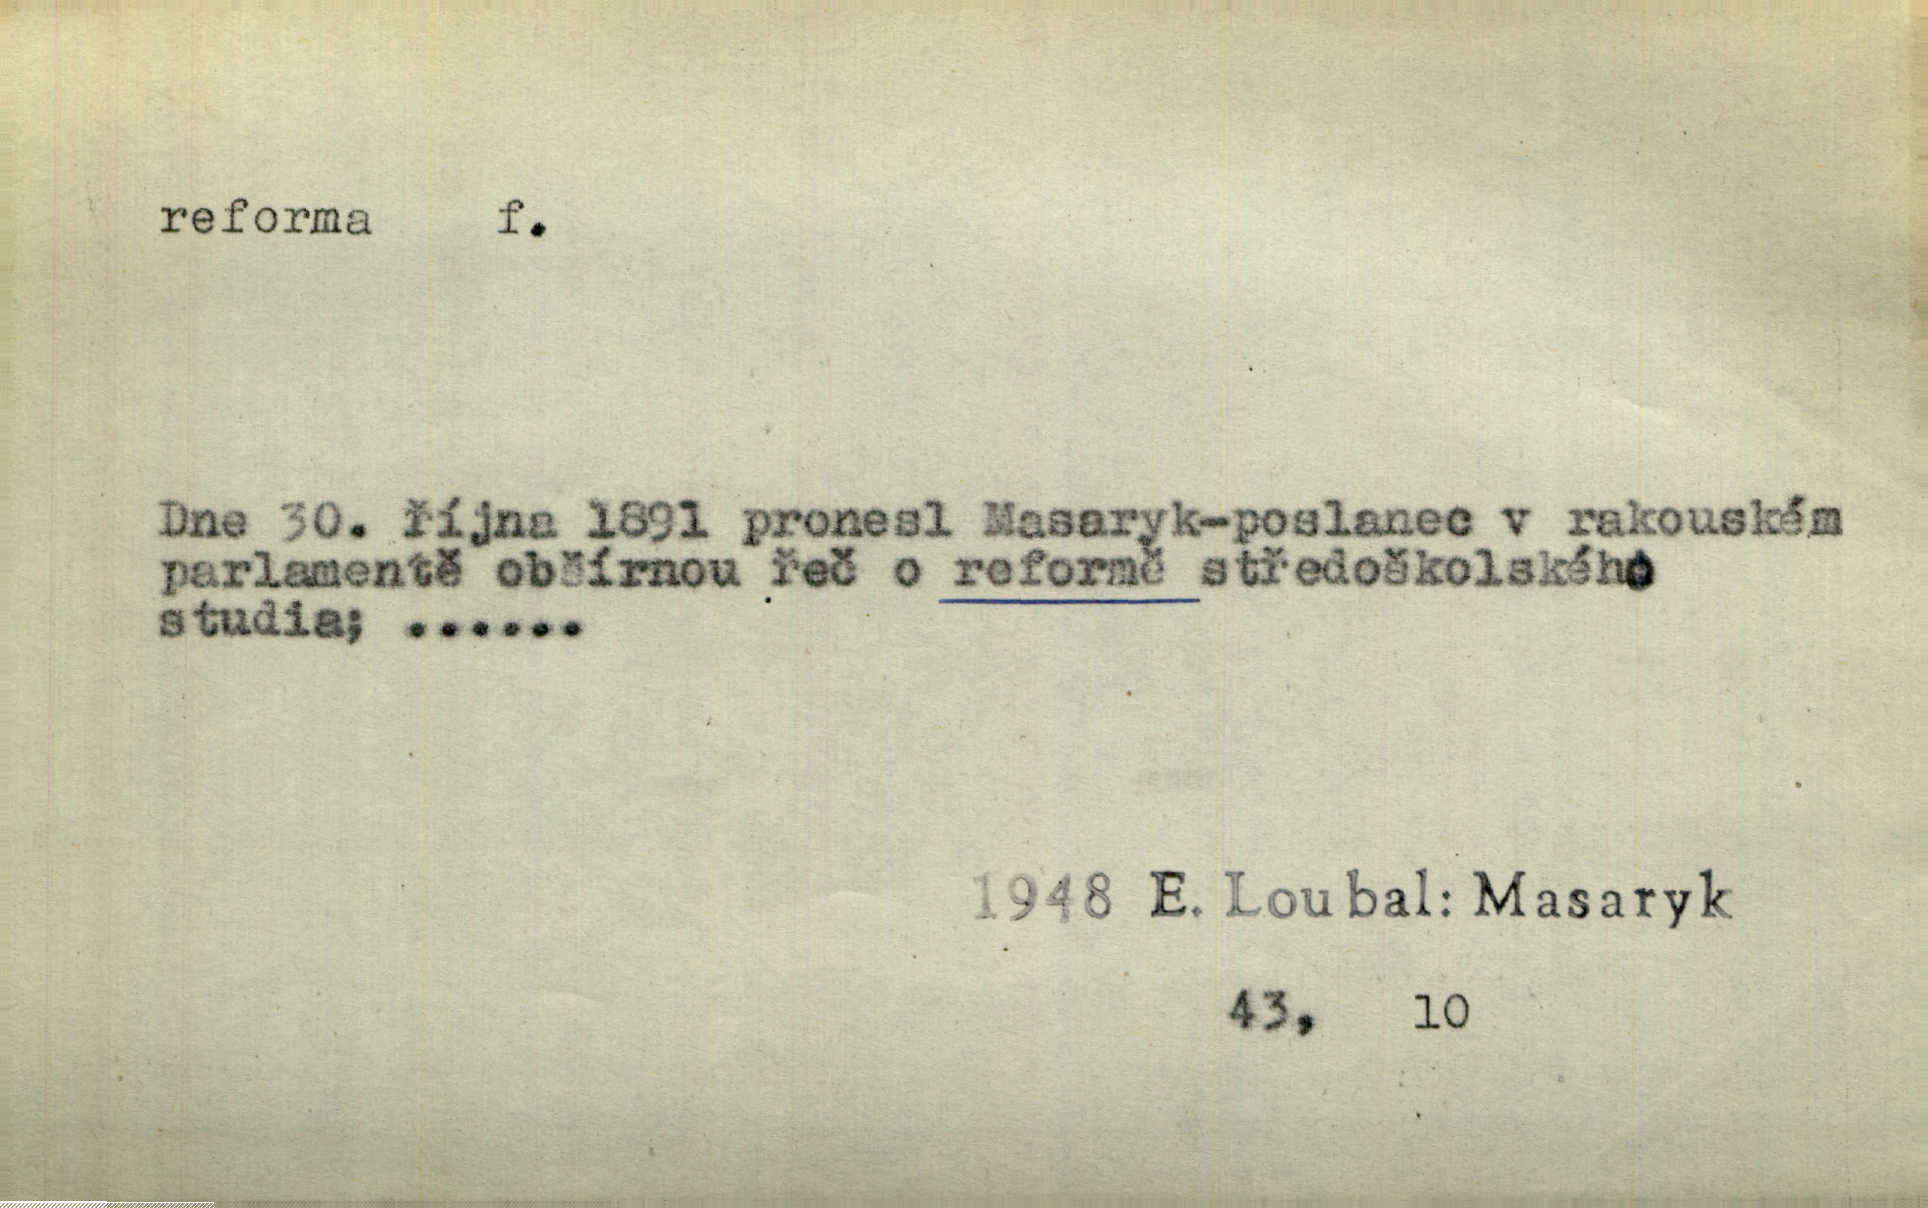 reforma f.
Dne 30. října 1891 pronesl Masaryk-poslanec v rakouském
parlamentě obšírnou řeč o reformě středoškolského
studia; ......
1948 E. Loubal: Masaryk
43, 10